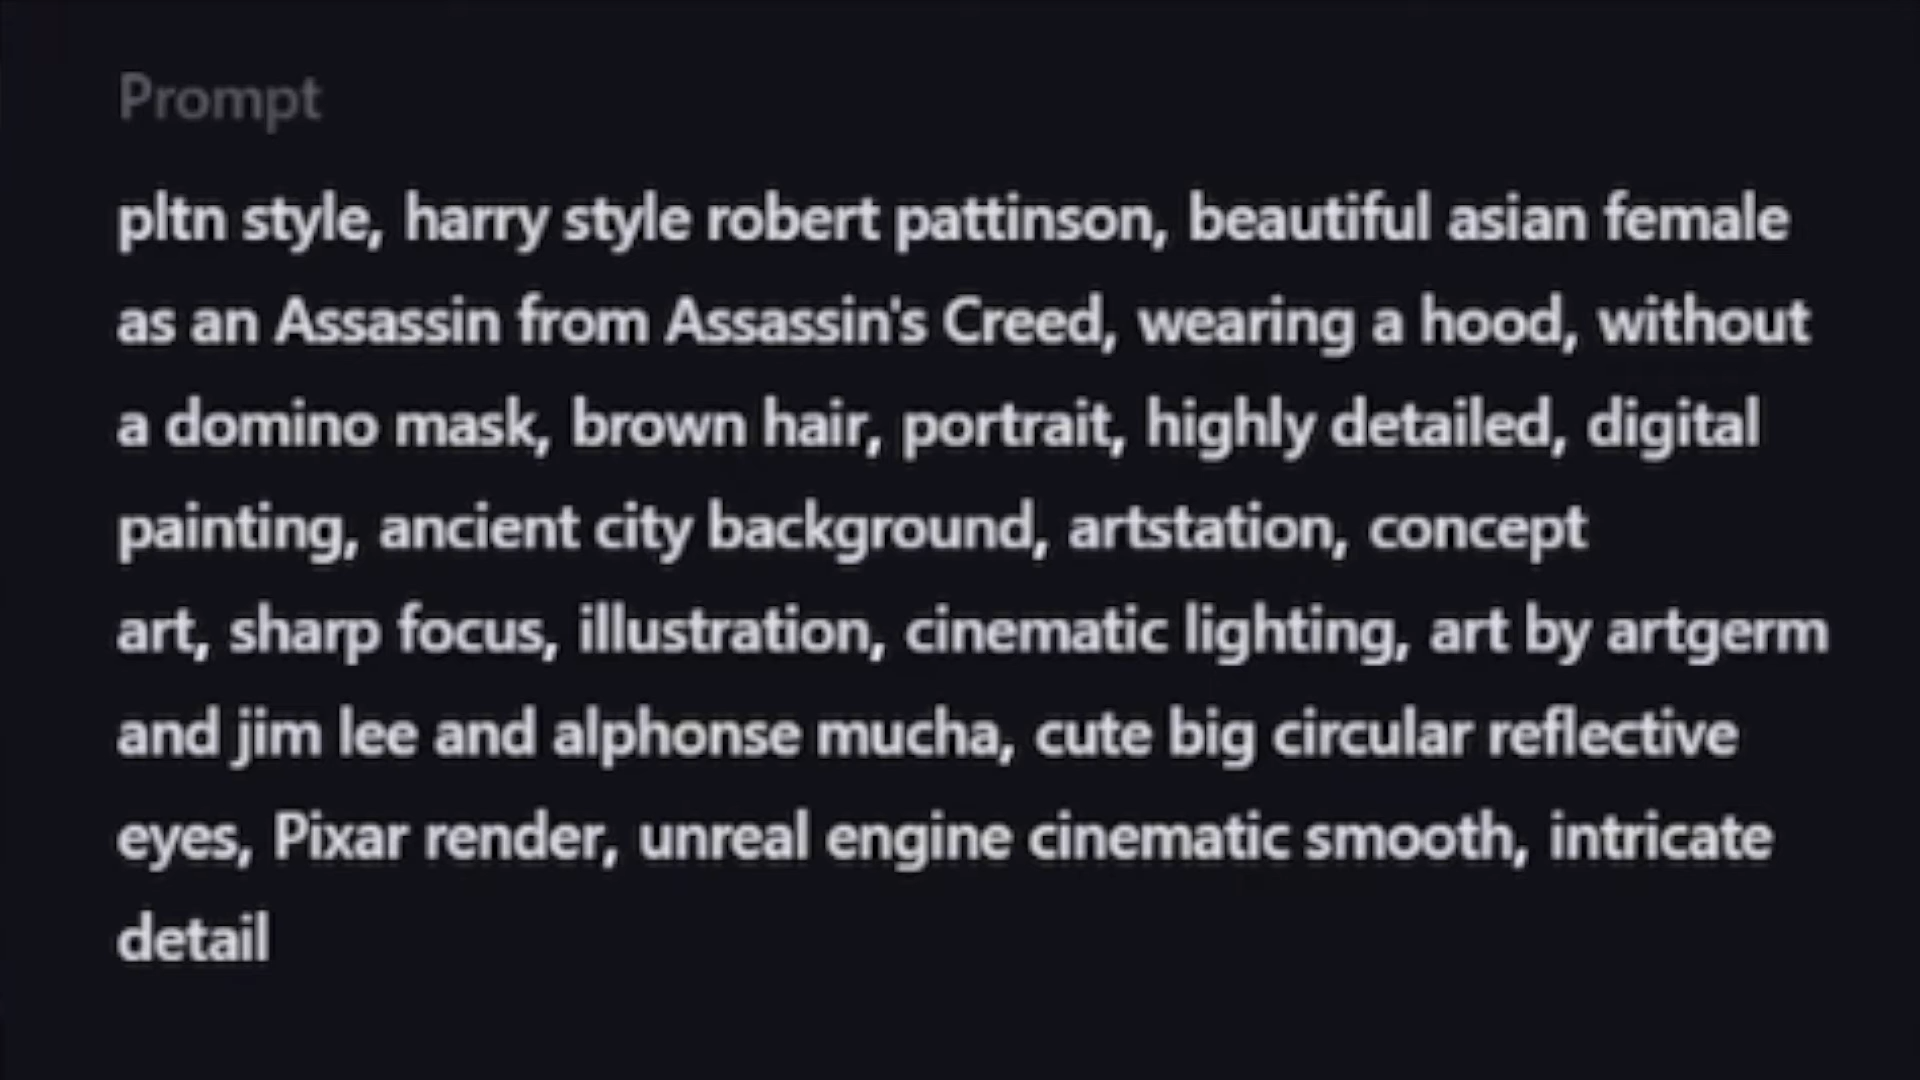 Prompt
pltn style, harry style robert pattinson, beautiful asian female
as an Assassin from Assassin's Creed, wearing a hood, without
a domino mask, brown hair, portrait, highly detailed, digital
painting, ancient city background, artstation, concept
art, sharp focus, illustration, cinematic lighting, art by artgerm
and jim lee and alphonse mucha, cute big circular reflective
eyes, Pixar render, unreal engine cinematic smooth, intricate
detail